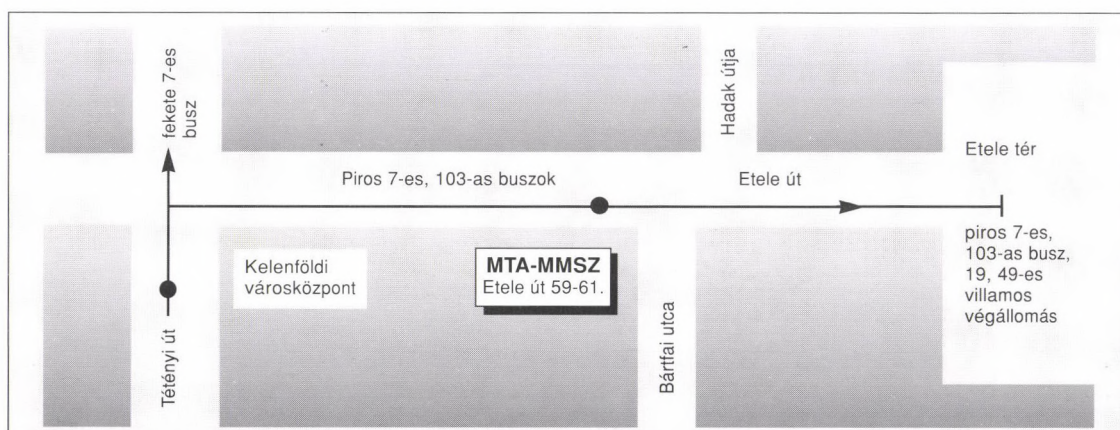 fekete 7-es
busz
Hadak útja
Etele tér
Piros 7-es, 103-as buszok
Etele út
Kelenföldi
városközpont
MTA-MMSZ
Etele út 59-61.
piros 7-es,
103-as busz,
19, 49-es
villamos
végállomás
Tétényi út
Bártfai utca